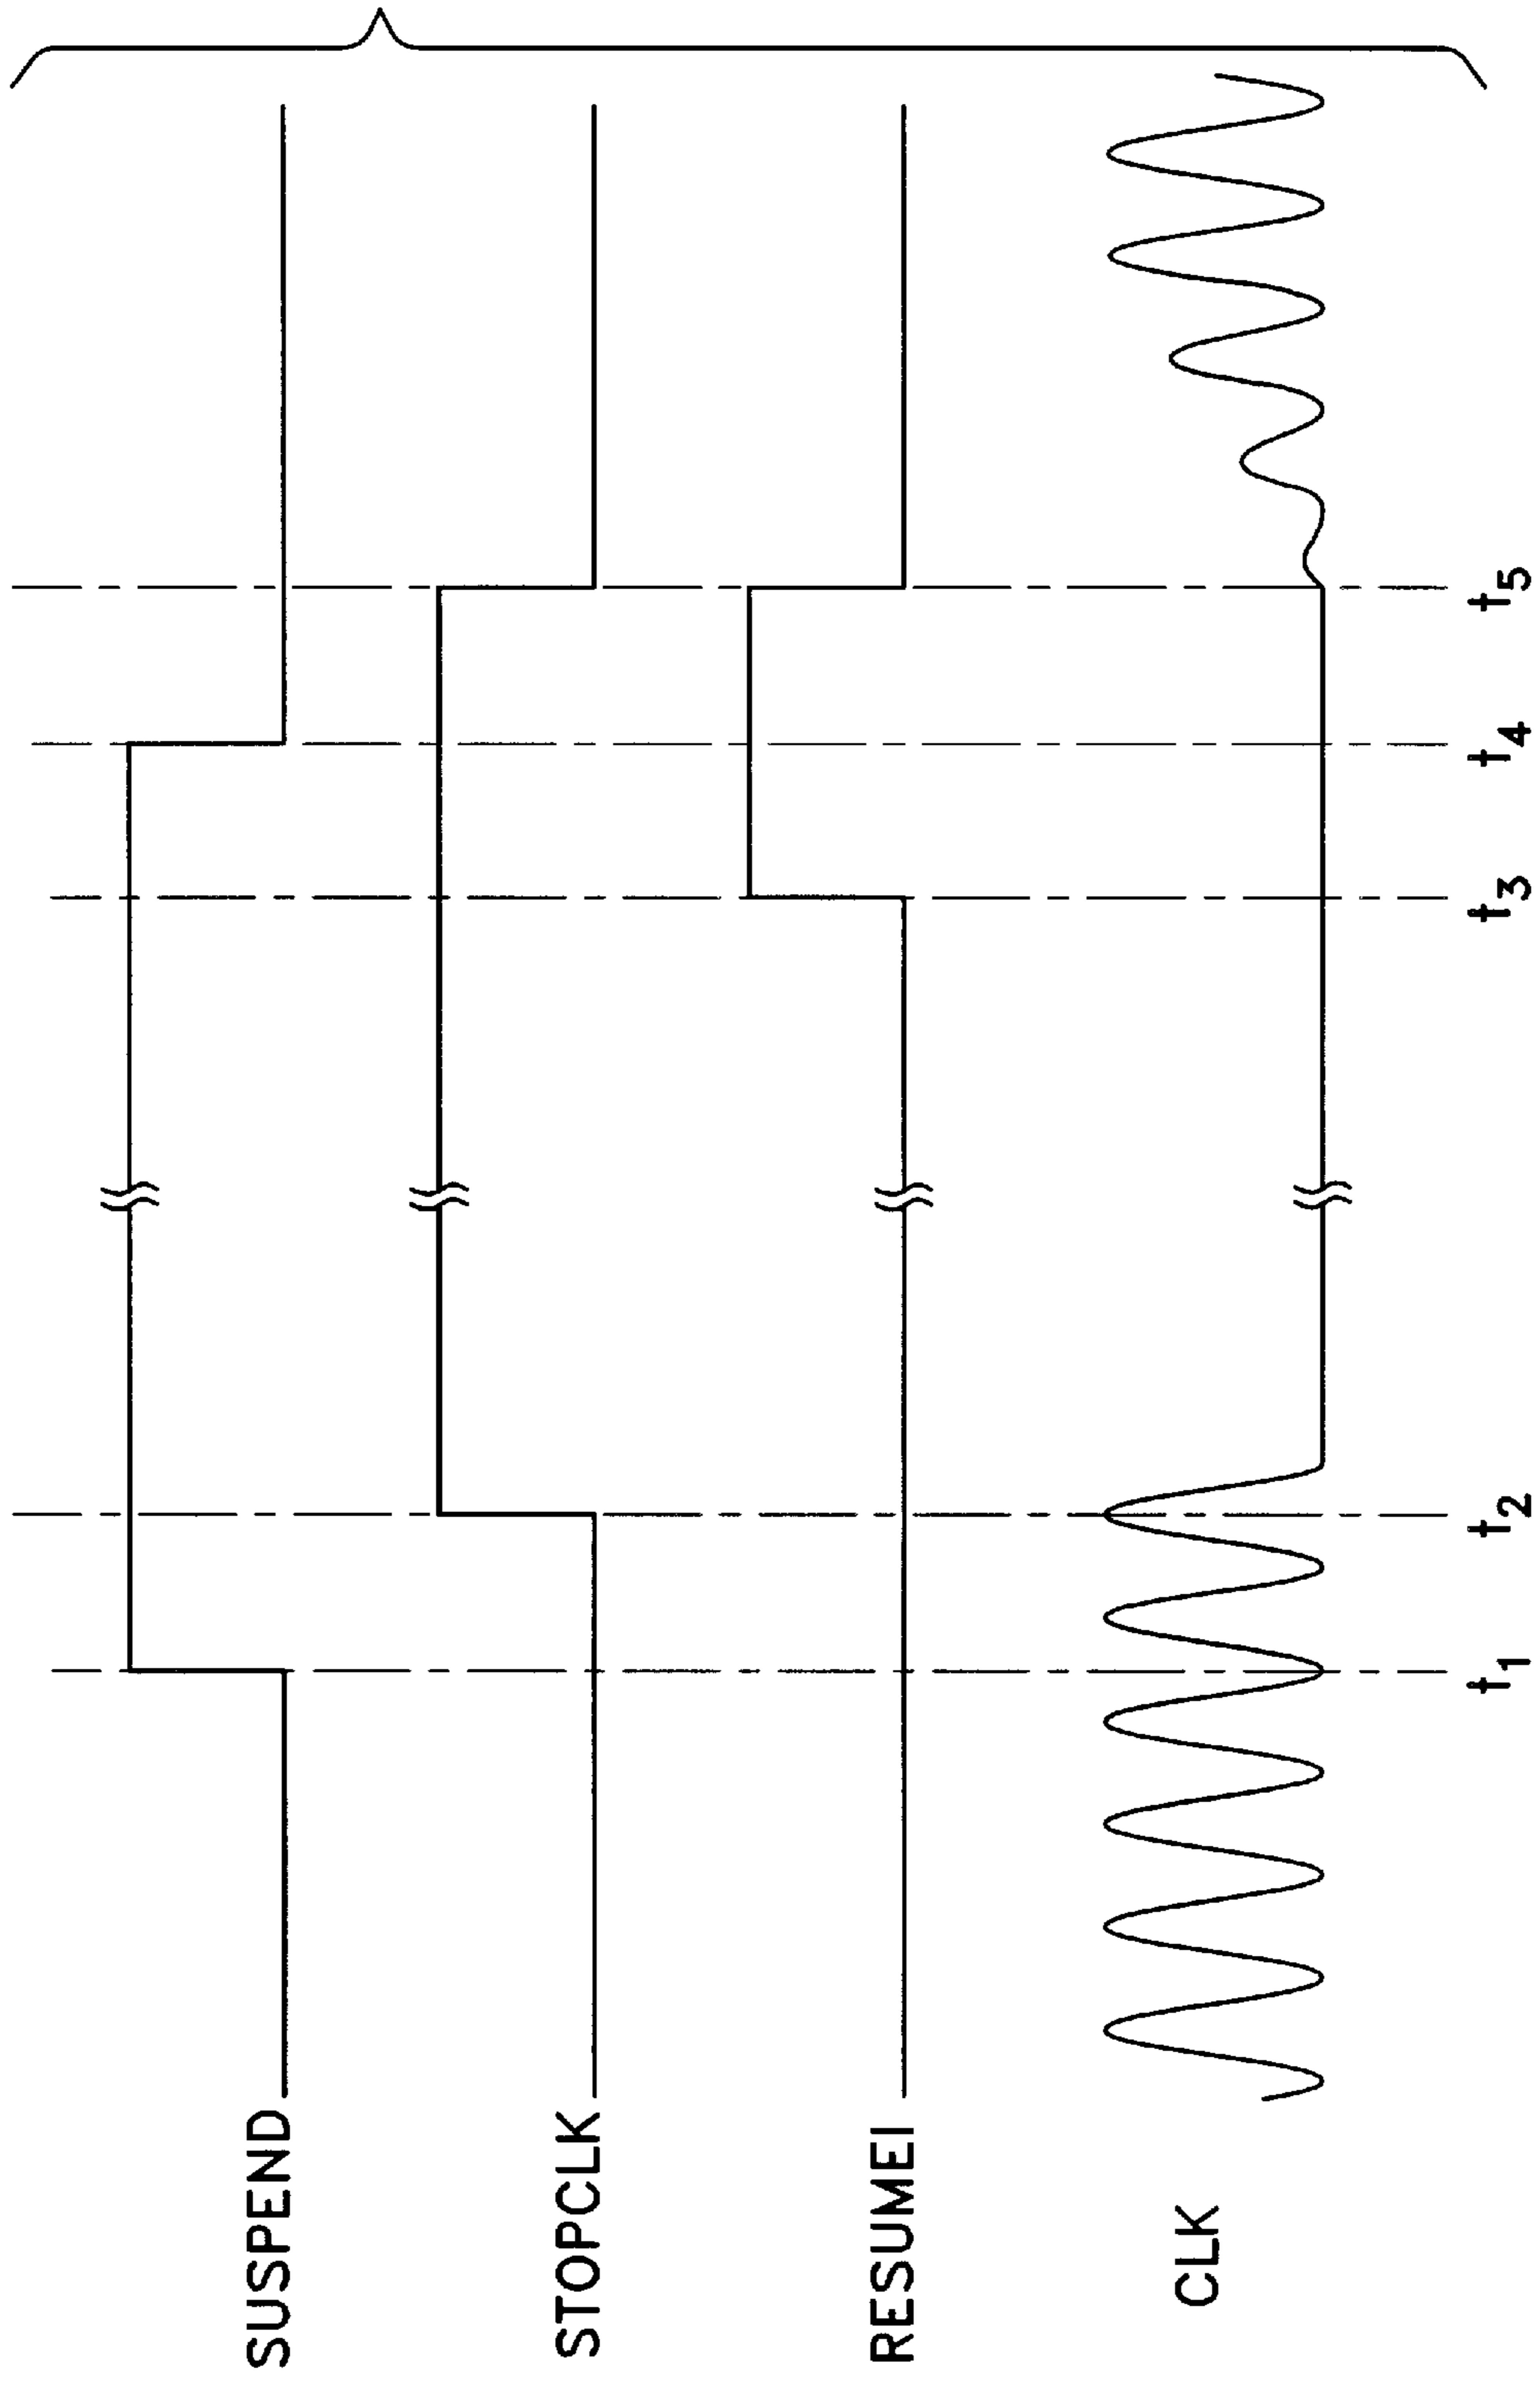 SUSPEND
STOPCLK
RESUMEI
CLK
t1 t2 t3 t4 t5